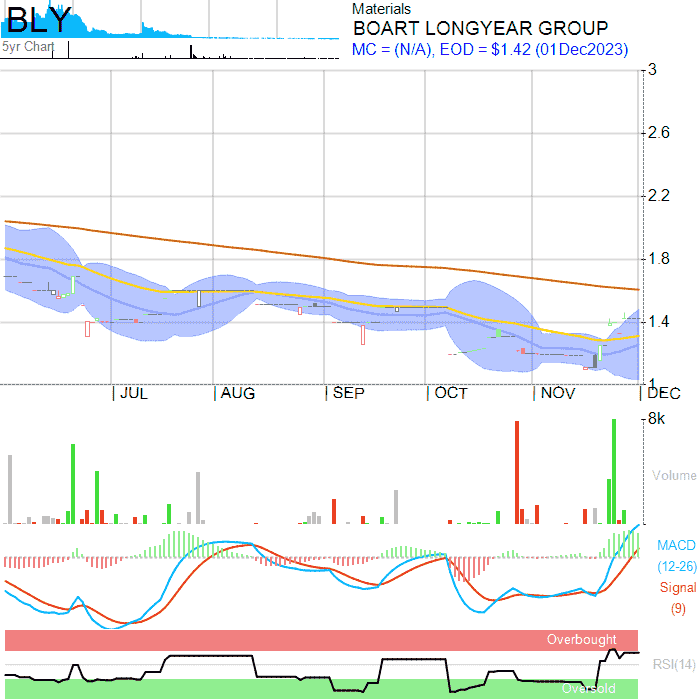 BLY
5yr Chart
Materials
BOART LONGYEAR GROUP
MC = (N/A), EOD = $1.42 (01Dec2023)
3
2.6
2.2
1.8
1.4
1
JUL
AUG
SEP
OCT
NOV
DEC
8k
Volume
MACD
(12-26)
Signal
(9)
Overbought
RSI(14)
Oversold